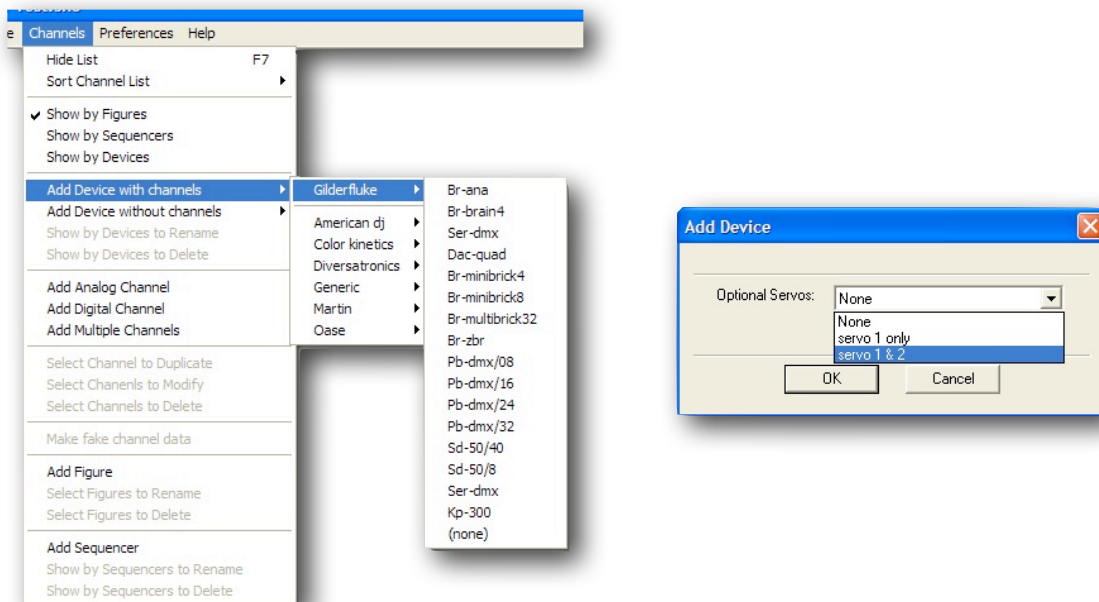 e Channels Preferences Help
Hide List F7
Sort Channel List
Show by Figures
Show by Sequencers
Show by Devices
Add Device with channels
Add Device without channels
Show by Devices to Rename
Show by Devices to Delete
Add Analog Channel
Add Digital Channel
Add Multiple Channels
Select Channel to Duplicate
Select Chanenls to Modify
Select Channels to Delete
Make fake channel data
Add Figure
Select Figures to Rename
Select Figures to Delete
Add Sequencer
Show by Sequencers to Rename
Show by Sequencers to Delete
Gilderfluke
American dj
Color kinetics
Diversatronics
Generic
Martin
Oase
Br-ana
Br-brain4
Ser-dmx
Dac-quad
Br-minibrick4
Br-minibrick8
Br-multibrick32
Br-zbr
Pb-dmx/08
Pb-dmx/16
Pb-dmx/24
Pb-dmx/32
Sd-50/40
Sd-50/8
Ser-dmx
Kp-300
(none)
Add Device
Optional Servos: None
None
servo 1 only
servo 1 & 2
OK Cancel